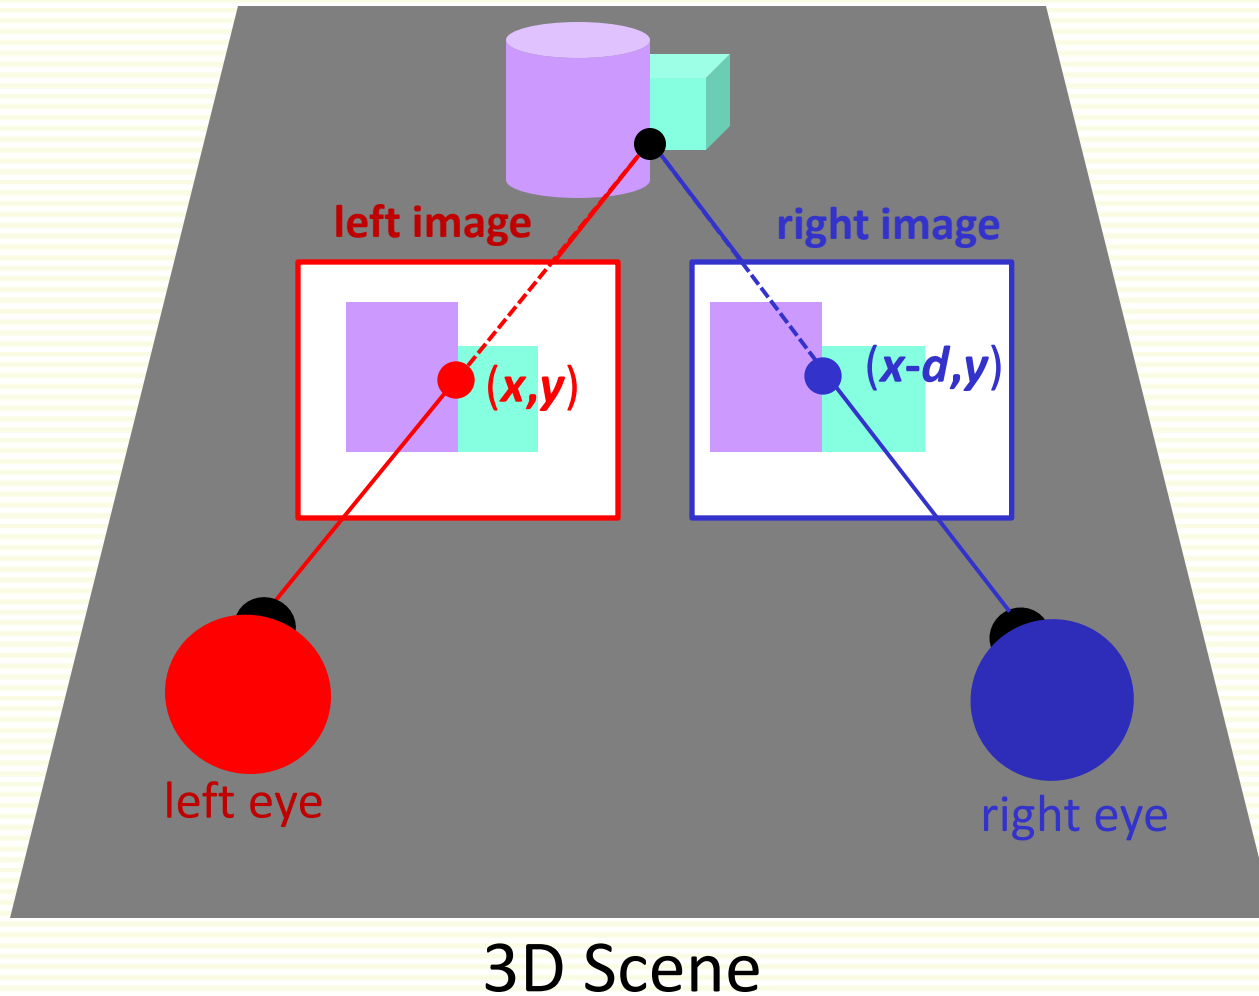 left image
right image
(x,y)
(x-d,y)
left eye
right eye
3D Scene